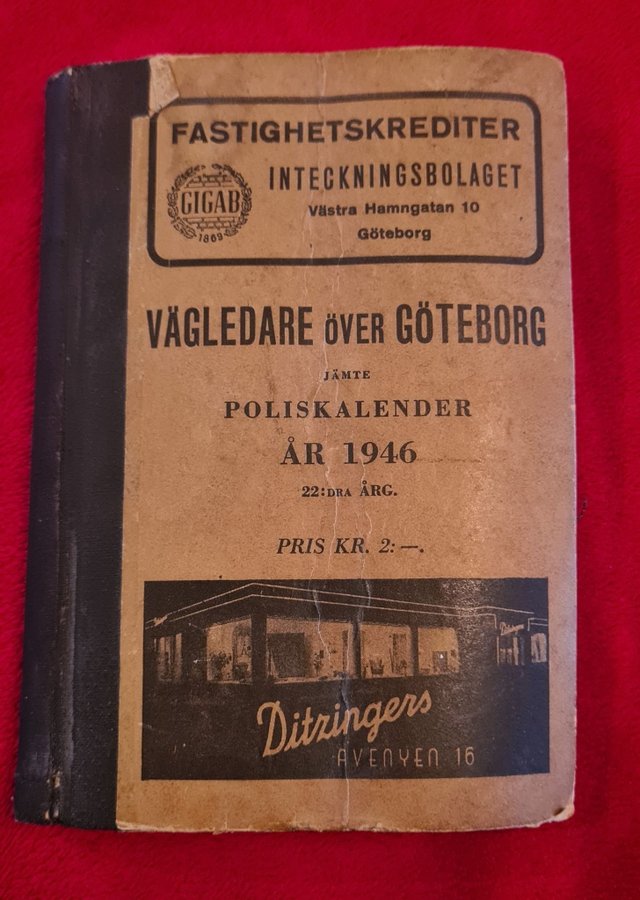 FASTIGHETSKREDITER
INTECKNINGSBOLAGET
GIGAB
1869
Västra Hamngatan 10
Göteborg
VÄGLEDARE ÖVER GÖTEBORG
JÄMTE
POLISKALENDER
ÅR 1946
22:DRA ÅRG.
PRIS KR. 2:—.
Ditzingers
AVENYEN 16